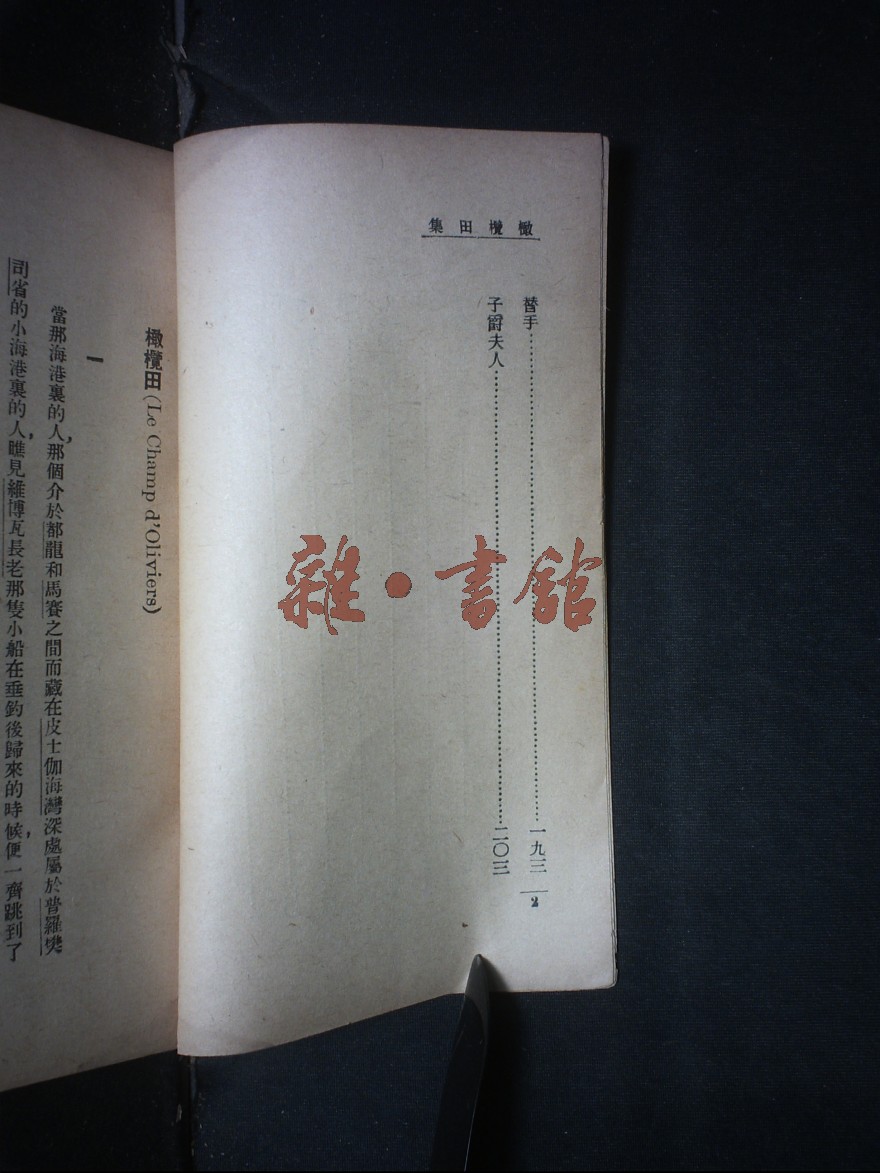 橄欖田集
替手……一九三
2
子爵夫人……二〇三
雜·書館
橄欖田(Le Champ d'Oliviers)
一
當那海港裏的人，那個介於都龍和馬賽之間而藏在皮士伽海灣深處屬於普羅樊
司省的小海港裏的人，瞧見維博瓦長老那隻小船在垂釣後歸來的時候，便一齊跳到了